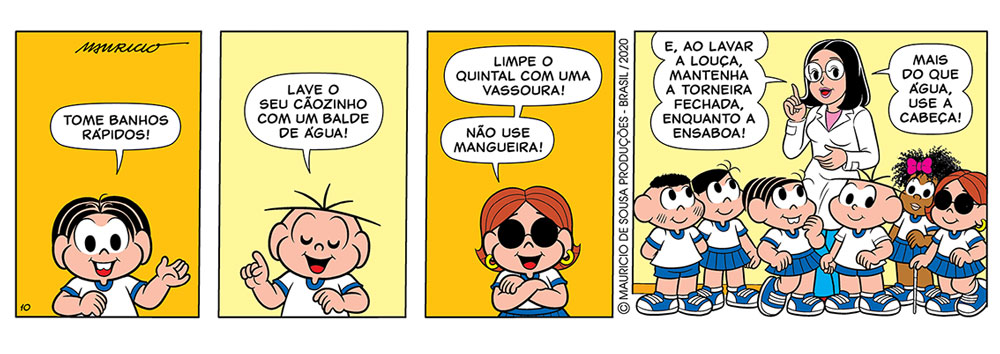 MAURICIO
TOME BANHOS
RÁPIDOS!
10
LAVE O
SEU CÃOZINHO
COM UM BALDE
DE ÁGUA!
LIMPE O
QUINTAL COM UMA
VASSOURA!
NÃO USE
MANGUEIRA!
© MAURICIO DE SOUSA PRODUÇÕES - BRASIL / 2020
E, AO LAVAR
A LOUÇA,
MANTENHA
A TORNEIRA
FECHADA,
ENQUANTO A
ENSABOA!
MAIS
DO QUE
ÁGUA,
USE A
CABEÇA!